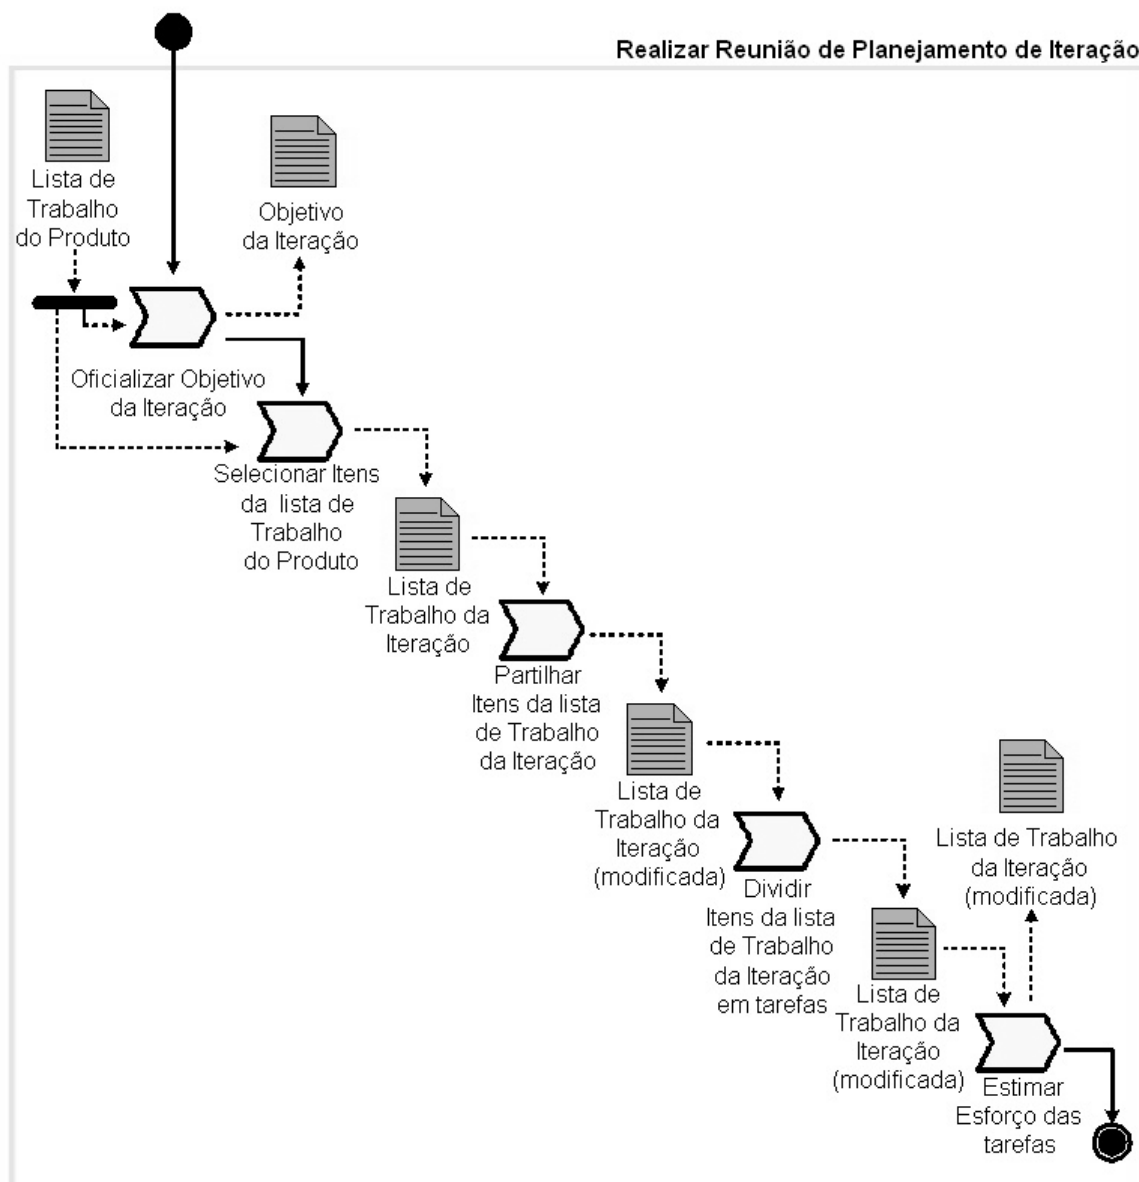 Realizar Reunião de Planejamento de Iteração
Lista de
Trabalho
do Produto
Objetivo
da Iteração
Oficializar Objetivo
da Iteração
Selecionar Itens
da lista de
Trabalho
do Produto
Lista de
Trabalho da
Iteração
Partilhar
Itens da lista
de Trabalho
da Iteração
Lista de
Trabalho da
Iteração
(modificada)
Dividir
Itens da lista
de Trabalho
da Iteração
em tarefas
Lista de Trabalho
da Iteração
(modificada)
Lista de
Trabalho da
Iteração
(modificada)
Estimar
Esforço das
tarefas